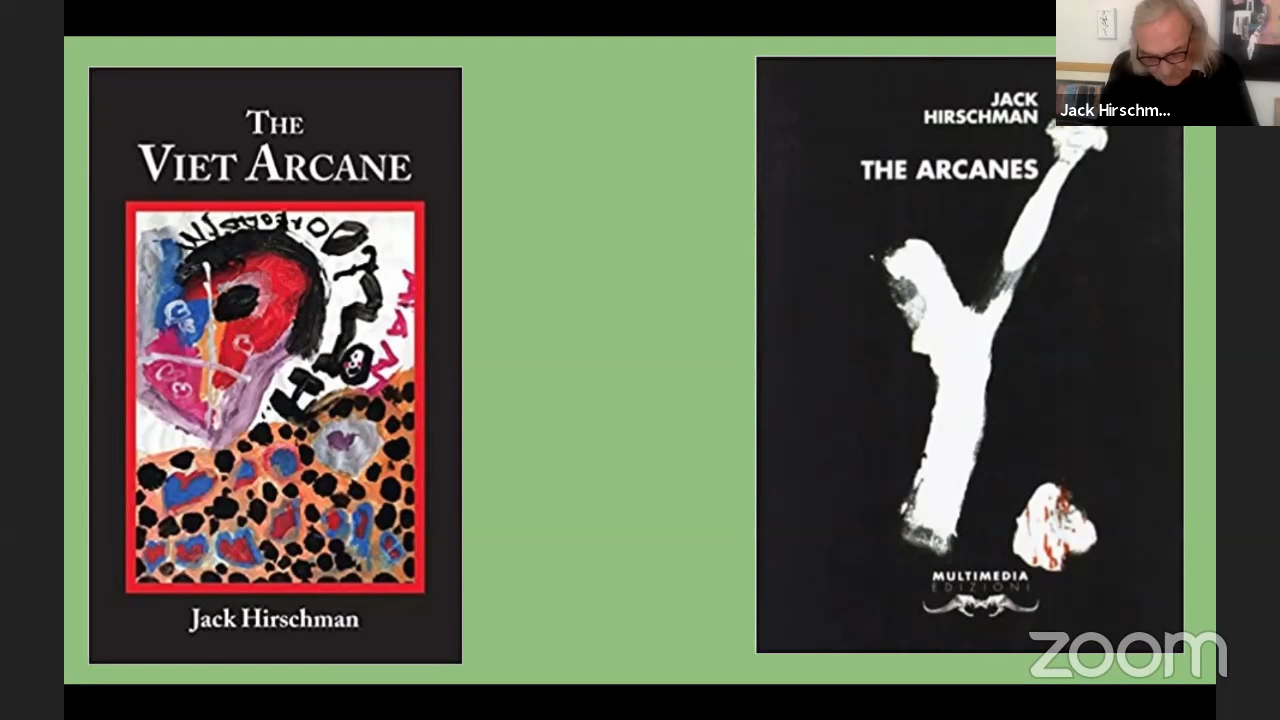 THE
VIET ARCANE
Jack Hirschman
JACK
HIRSCHMAN
THE ARCANES
MULTIMEDIA
EDIZIONI
Jack Hirschm...
zoom